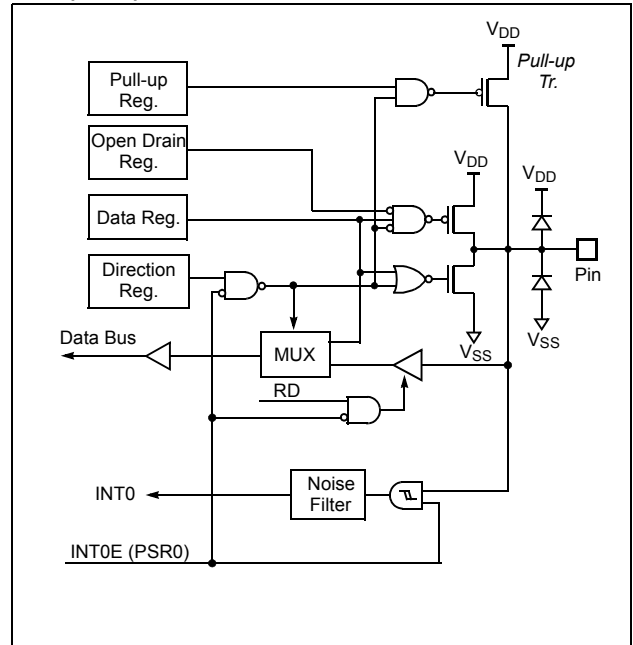 VDD
Pull-up
Tr.
Pull-up
Reg.
Open Drain
Reg.
VDD
VDD
Data Reg.
Direction
Reg.
Pin
Data Bus
MUX
VSS
VSS
RD
Noise
Filter
INT0
INT0E (PSR0)